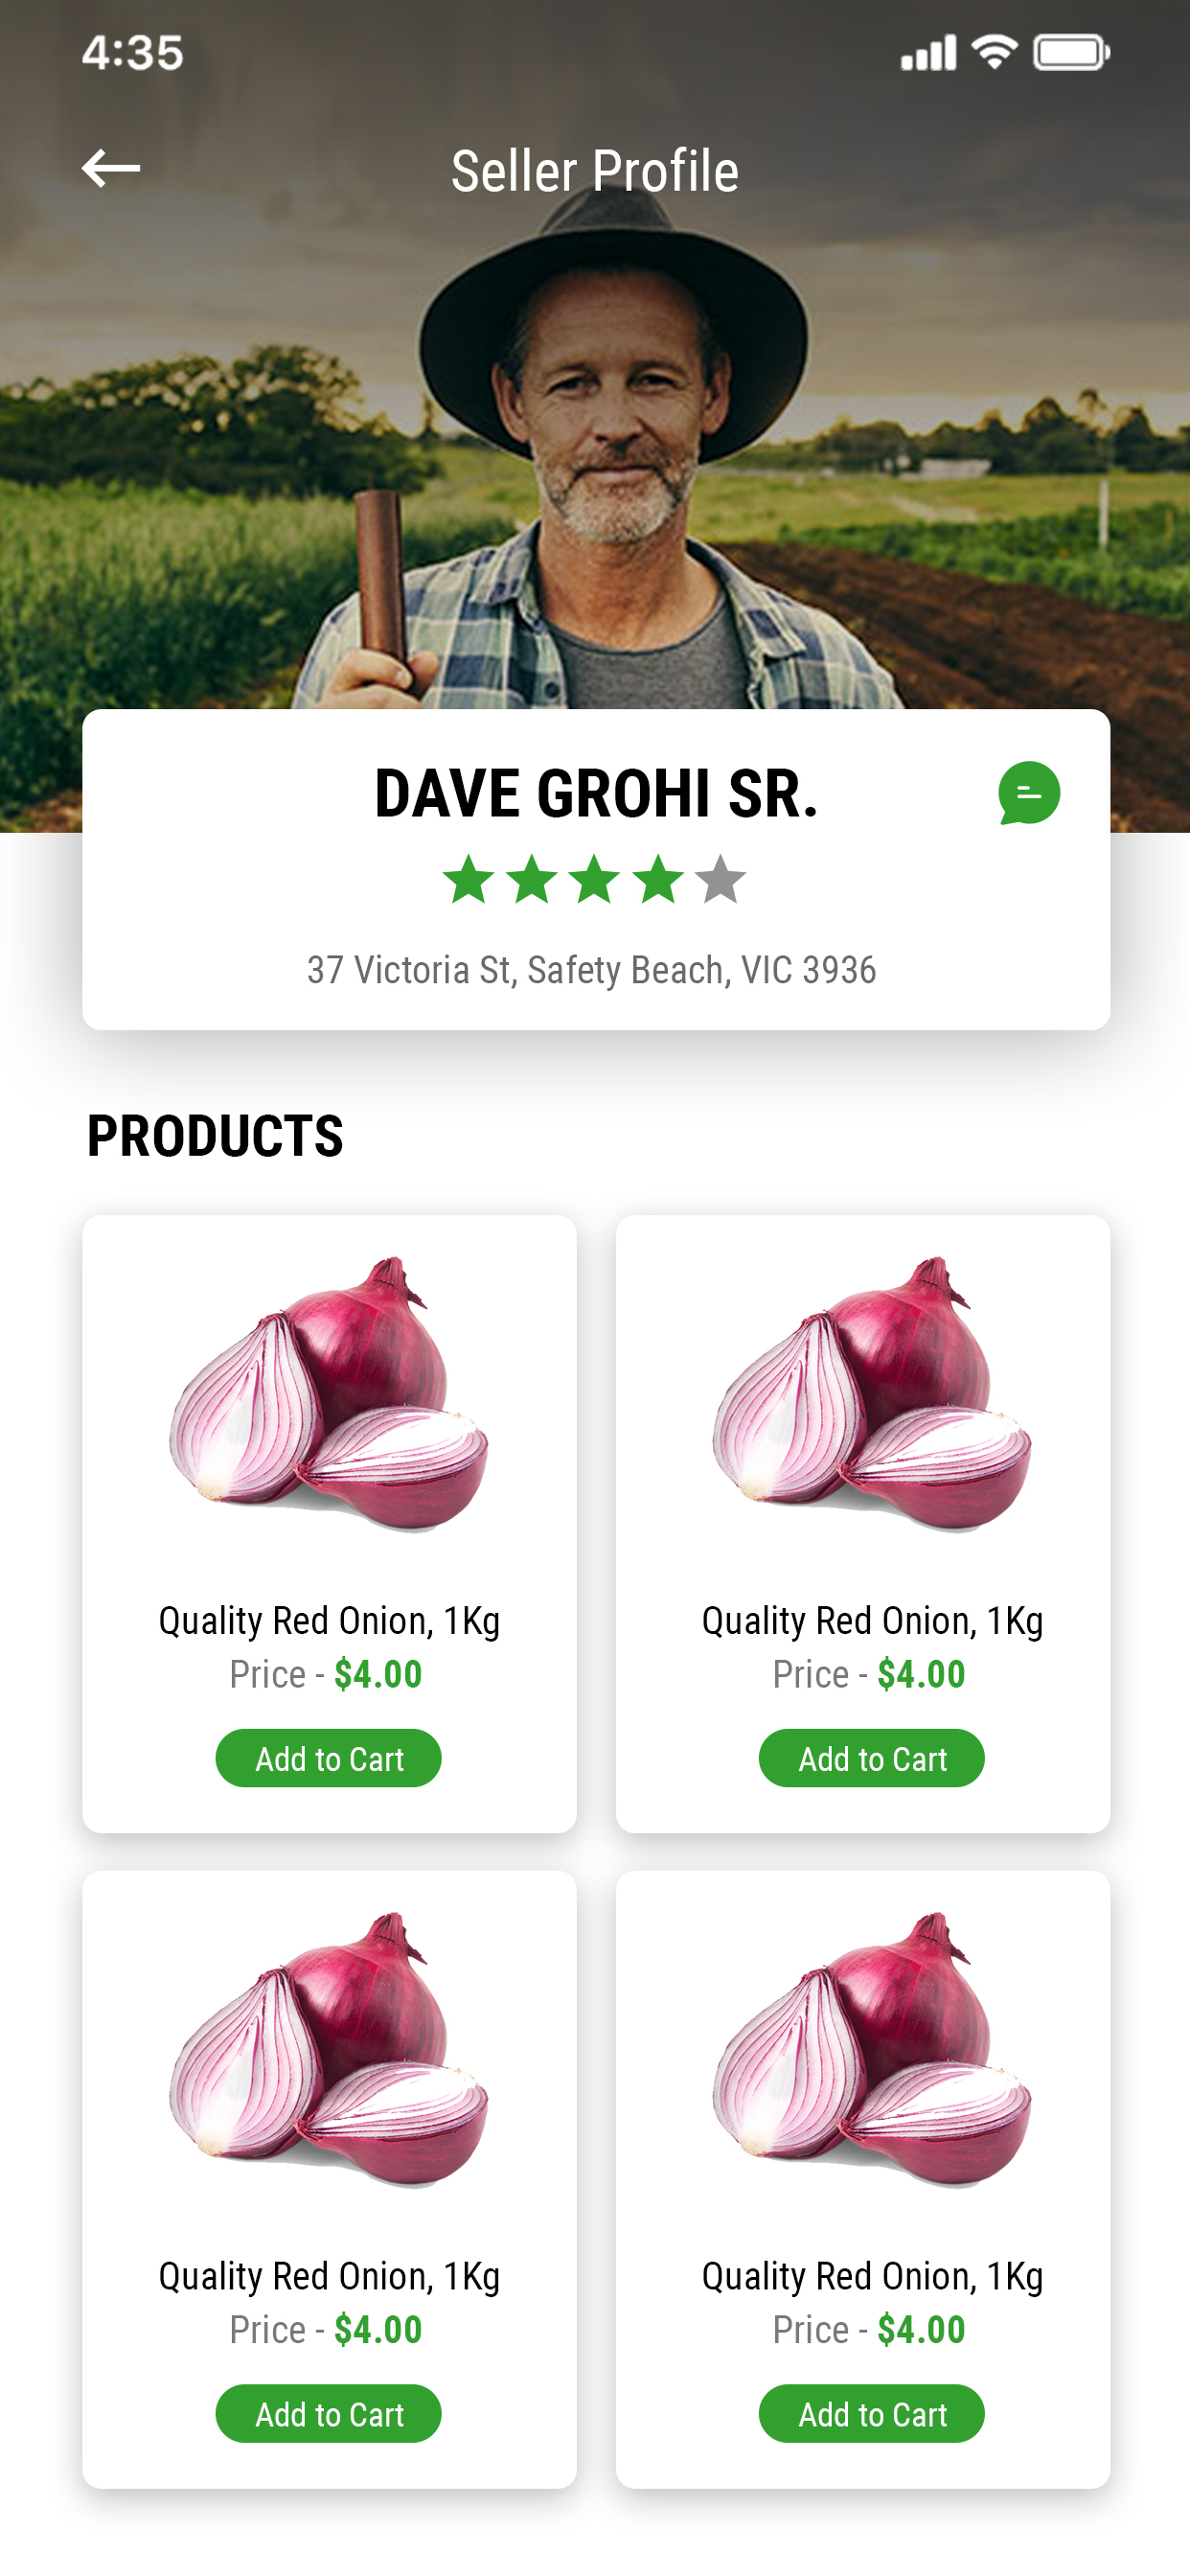 4:35
Seller Profile
DAVE GROHI SR.
37 Victoria St, Safety Beach, VIC 3936
PRODUCTS
Quality Red Onion, 1Kg
Price - $4.00
Add to Cart
Quality Red Onion, 1Kg
Price - $4.00
Add to Cart
Quality Red Onion, 1Kg
Price - $4.00
Add to Cart
Quality Red Onion, 1Kg
Price - $4.00
Add to Cart